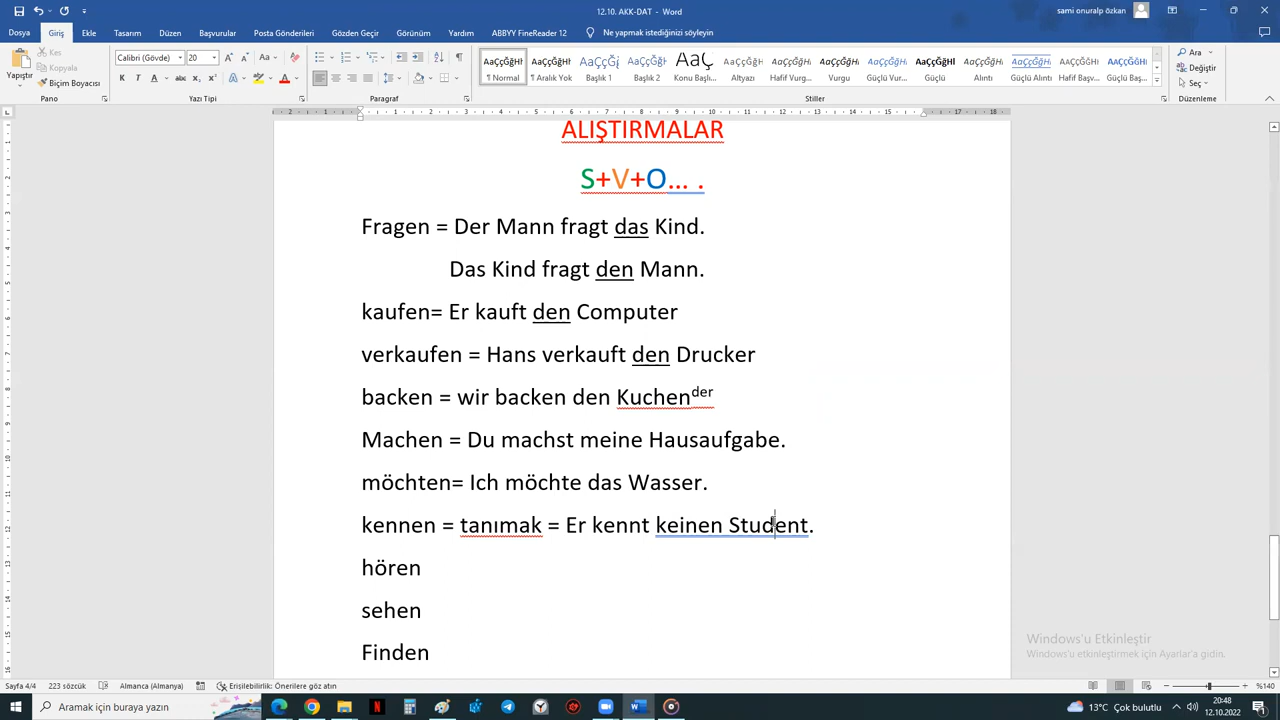 12.10. AKK-DAT - Word
sami onuralp özcan
Dosya Giriş Ekle Tasarım Düzen Başvurular Posta Gönderileri Gözden Geçir Görünüm Yardım ABBYY FineReader 12 Ne yapmak istediğinizi söyleyin
Yapıştır
Kes
Kopyala
Biçim Boyacısı
Pano
Calibri (Gövde) 20
Yazı Tipi
Paragraf
¶ Normal ¶ Aralık Yok Başlık 1 Başlık 2 Konu Başlı... Altyazı Hafif Vurg... Vurgu Güçlü Vur... Güçlü Alıntı Güçlü Alıntı Hafif Başv... Güçlü Baş...
Stiller
Ara
Değiştir
Seç
Düzenleme
ALIŞTIRMALAR
S+V+O... .
Fragen = Der Mann fragt das Kind.
Das Kind fragt den Mann.
kaufen= Er kauft den Computer
verkaufen = Hans verkauft den Drucker
backen = wir backen den Kuchender
Machen = Du machst meine Hausaufgabe.
möchten= Ich möchte das Wasser.
kennen = tanımak = Er kennt keinen Student.
hören
sehen
Finden
Windows'u Etkinleştir
Windows'u etkinleştirmek için Ayarlar'a gidin.
Sayfa 4/4 223 sözcük Almanca (Almanya) Erişilebilirlik: Önerilere göz atın %140
Aramak için buraya yazın
13°C Çok bulutlu
20:48
12.10.2022